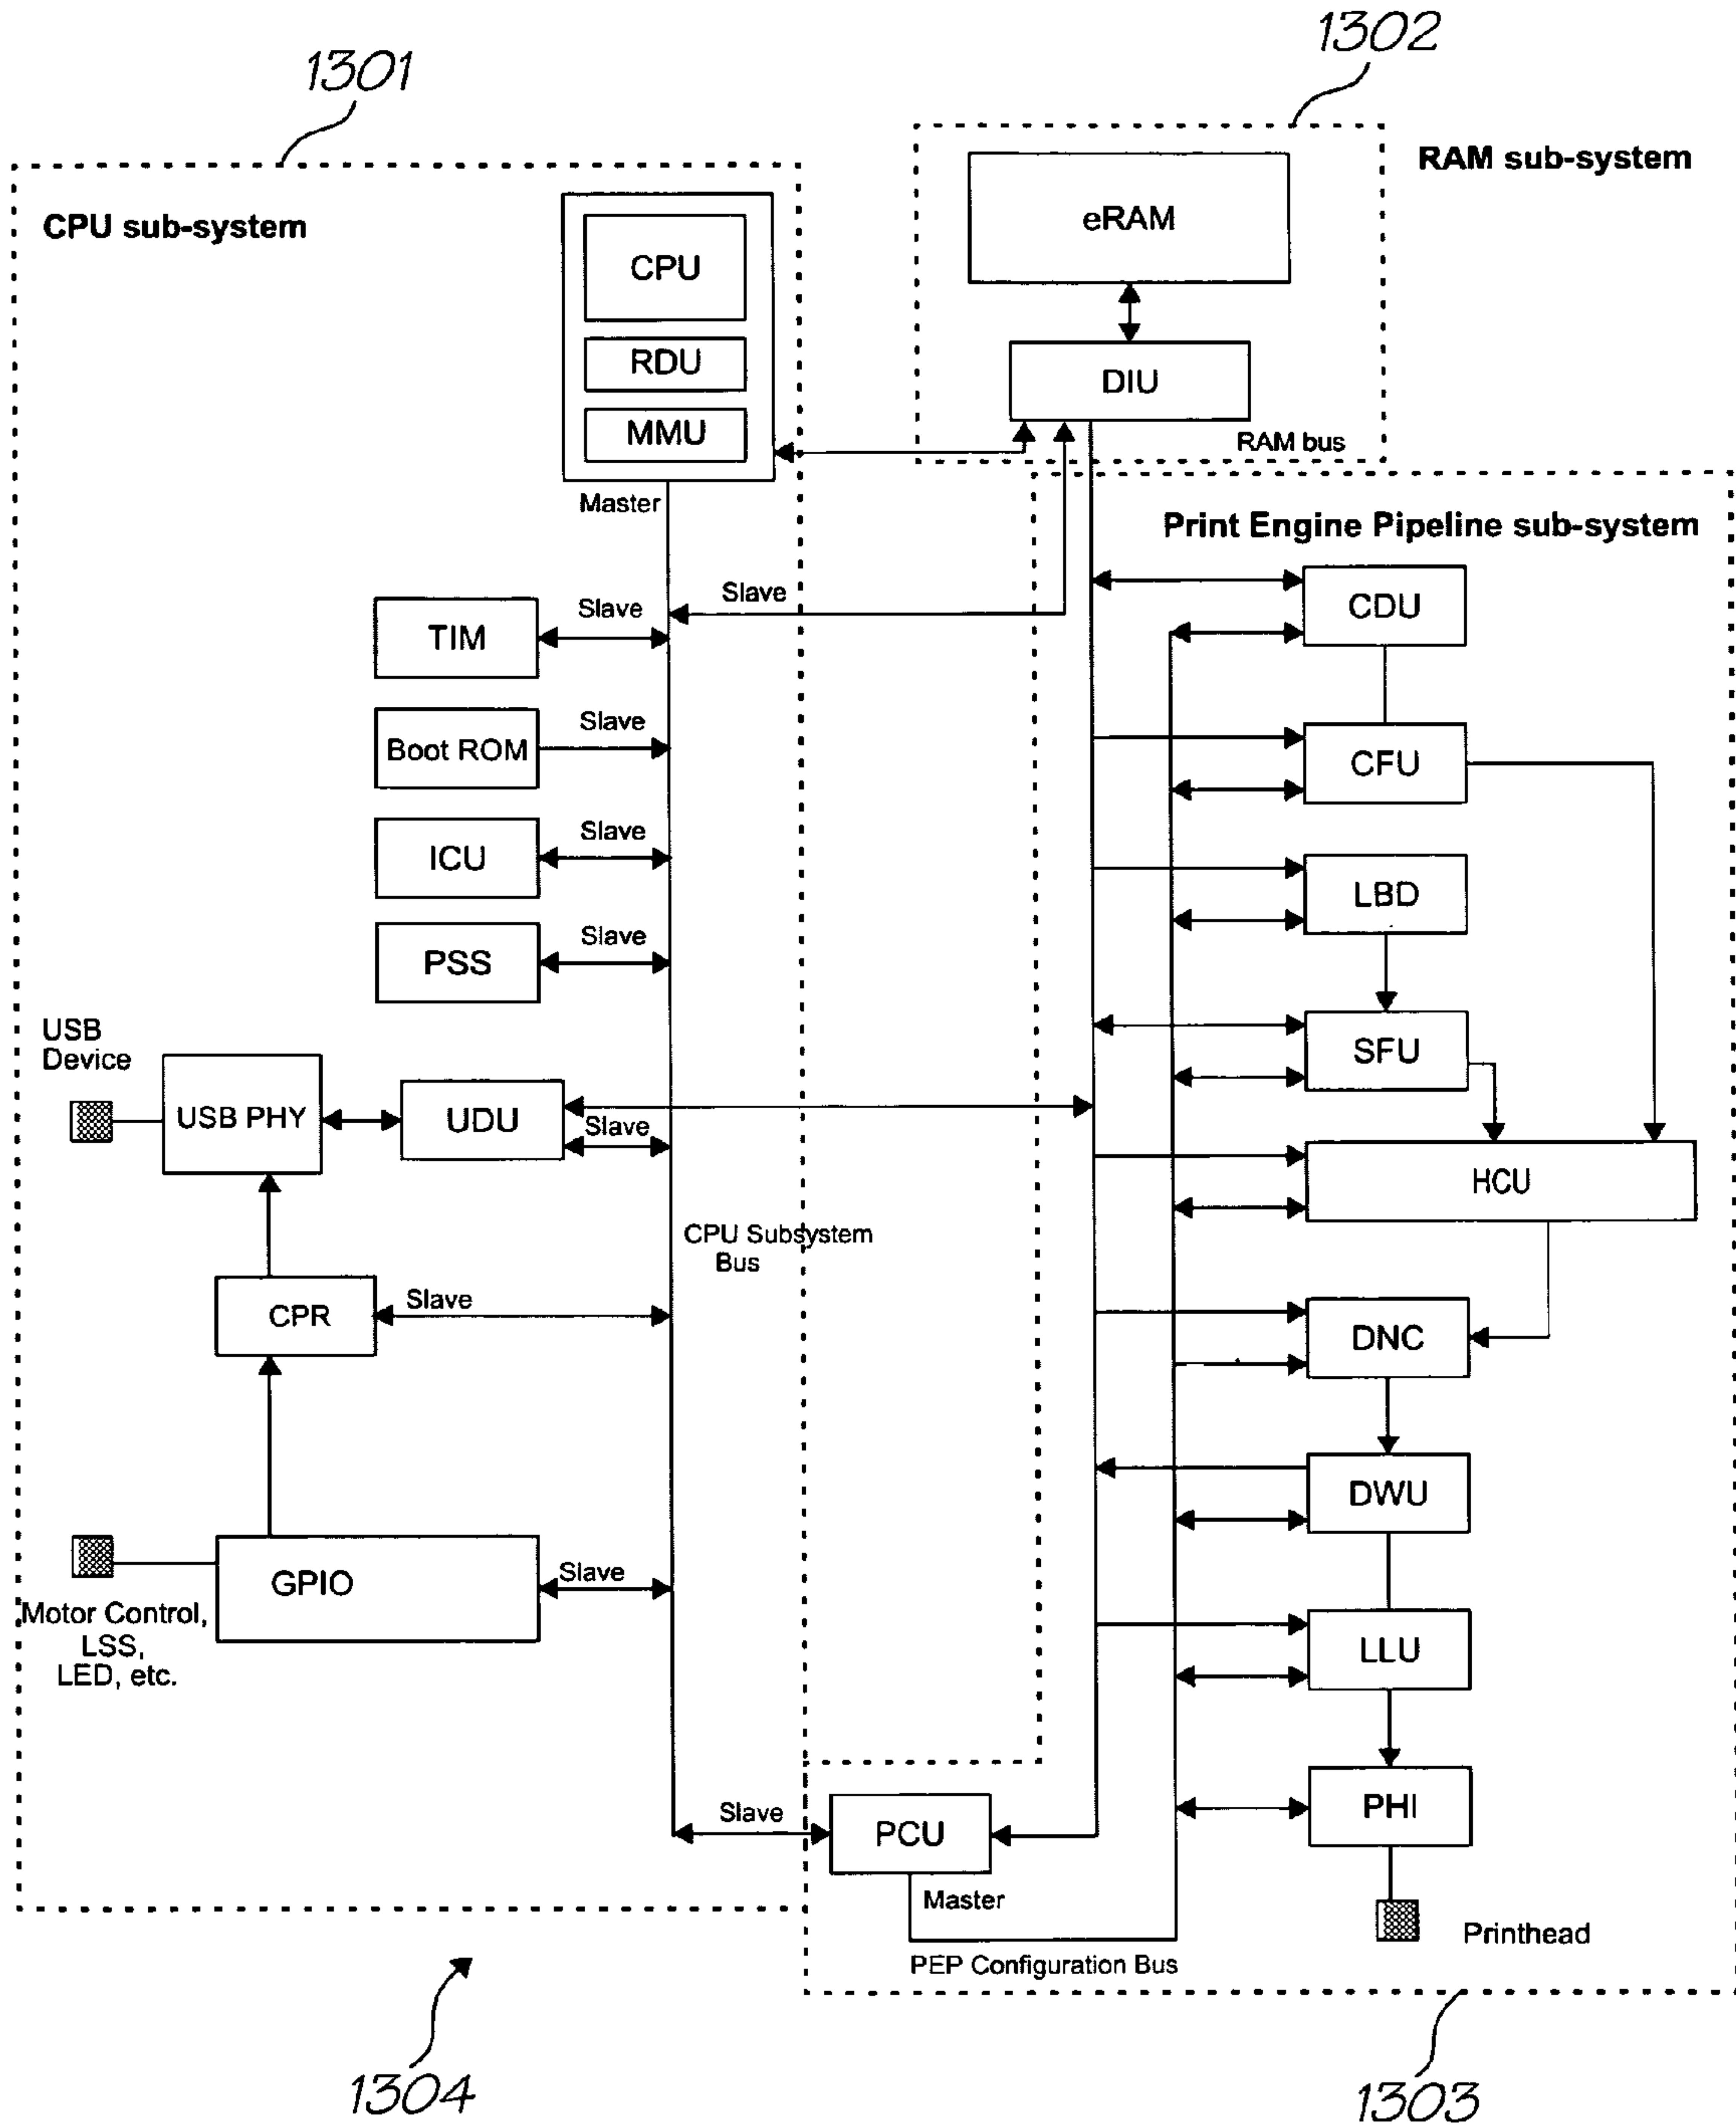 1301
1302
CPU sub-system
RAM sub-system
CPU
RDU
MMU
Master
eRAM
DIU
RAM bus
Print Engine Pipeline sub-system
Slave
TIM
Slave
Boot ROM
Slave
ICU
Slave
PSS
Slave
USB
Device
USB PHY
UDU
Slave
CPU Subsystem
Bus
CPR
Slave
GPIO
Slave
Motor Control,
LSS,
LED, etc.
CDU
CFU
LBD
SFU
HCU
DNC
DWU
LLU
PHI
Slave
PCU
Master
PEP Configuration Bus
Printhead
1304
1303